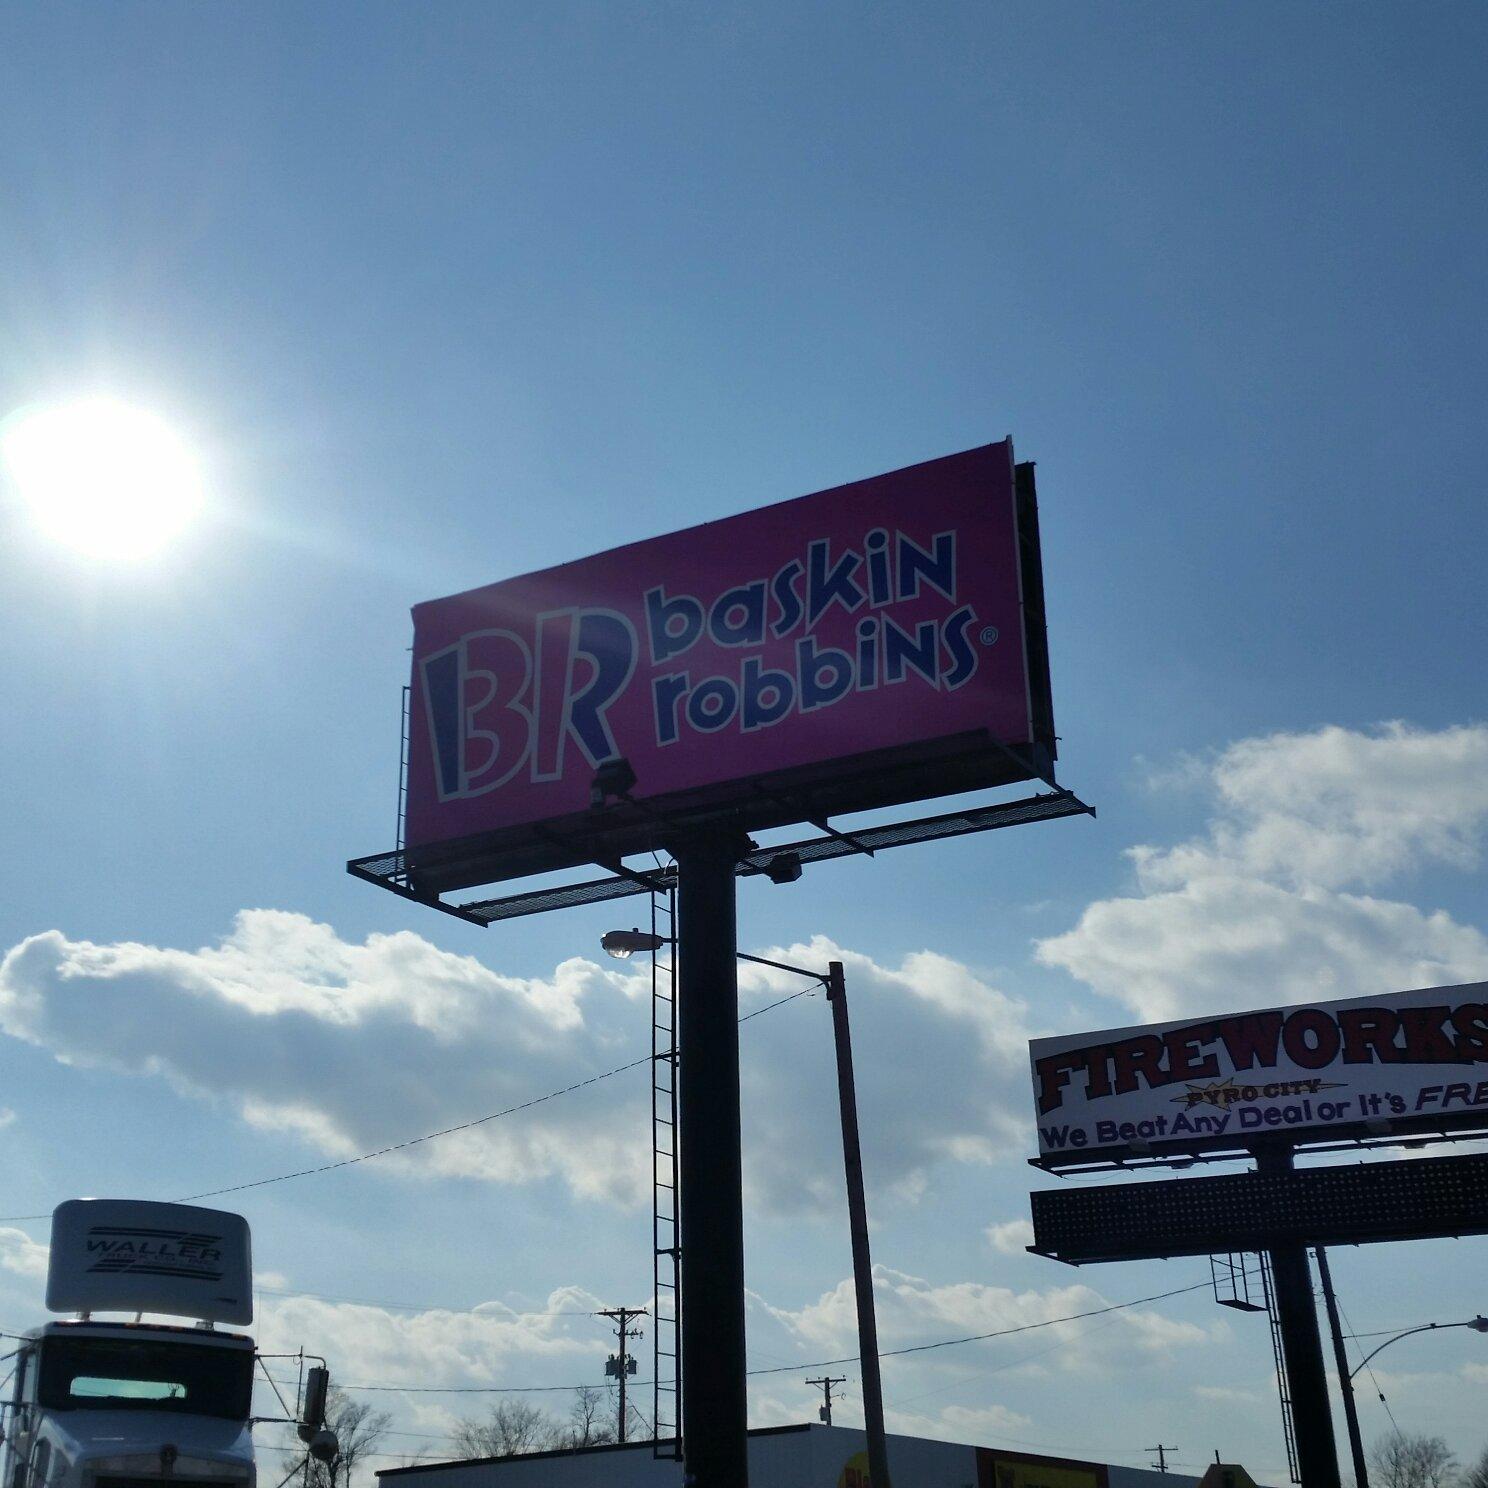 BR
baskin
robbins®
FIREWORKS
PYRO CITY
We Beat Any Deal or It's FRE
WALLER